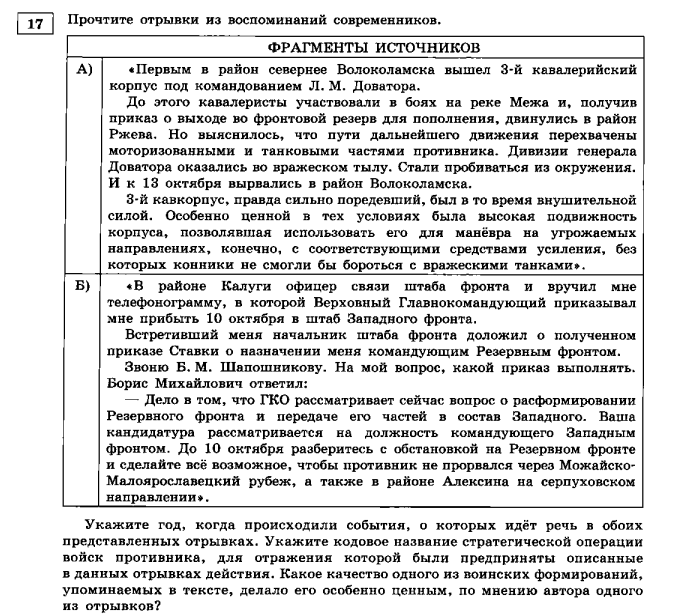 17 Прочтите отрывки из воспоминаний современников.
ФРАГМЕНТЫ ИСТОЧНИКОВ
А) «Первым в район севернее Волоколамска вышел 3-й кавалерийский
корпус под командованием Л. М. Доватора.
До этого кавалеристы участвовали в боях на реке Межа и, получив
приказ о выходе во фронтовой резерв для пополнения, двинулись в район
Ржева. Но выяснилось, что пути дальнейшего движения перехвачены
моторизованными и танковыми частями противника. Дивизии генерала
Доватора оказались во вражеском тылу. Стали пробиваться из окружения.
И к 13 октября вырвались в район Волоколамска.
3-й кавкорпус, правда сильно поредевший, был в то время внушительной
силой. Особенно ценной в тех условиях была высокая подвижность
корпуса, позволявшая использовать его для манёвра на угрожаемых
направлениях, конечно, с соответствующими средствами усиления, без
которых конники не смогли бы бороться с вражескими танками».
Б) «В районе Калуги офицер связи штаба фронта и вручил мне
телефонограмму, в которой Верховный Главнокомандующий приказывал
мне прибыть 10 октября в штаб Западного фронта.
Встретивший меня начальник штаба фронта доложил о полученном
приказе Ставки о назначении меня командующим Резервным фронтом.
Звоню Б. М. Шапошникову. На мой вопрос, какой приказ выполнять.
Борис Михайлович ответил:
— Дело в том, что ГКО рассматривает сейчас вопрос о расформировании
Резервного фронта и передаче его частей в состав Западного. Ваша
кандидатура рассматривается на должность командующего Западным
фронтом. До 10 октября разберитесь с обстановкой на Резервном фронте
и сделайте всё возможное, чтобы противник не прорвался через Можайско-
Малоярославецкий рубеж, а также в районе Алексина на серпуховском
направлении».
Укажите год, когда происходили события, о которых идёт речь в обоих
представленных отрывках. Укажите кодовое название стратегической операции
войск противника, для отражения которой были предприняты описанные
в данных отрывках действия. Какое качество одного из воинских формирований,
упоминаемых в тексте, делало его особенно ценным, по мнению автора одного
из отрывков?